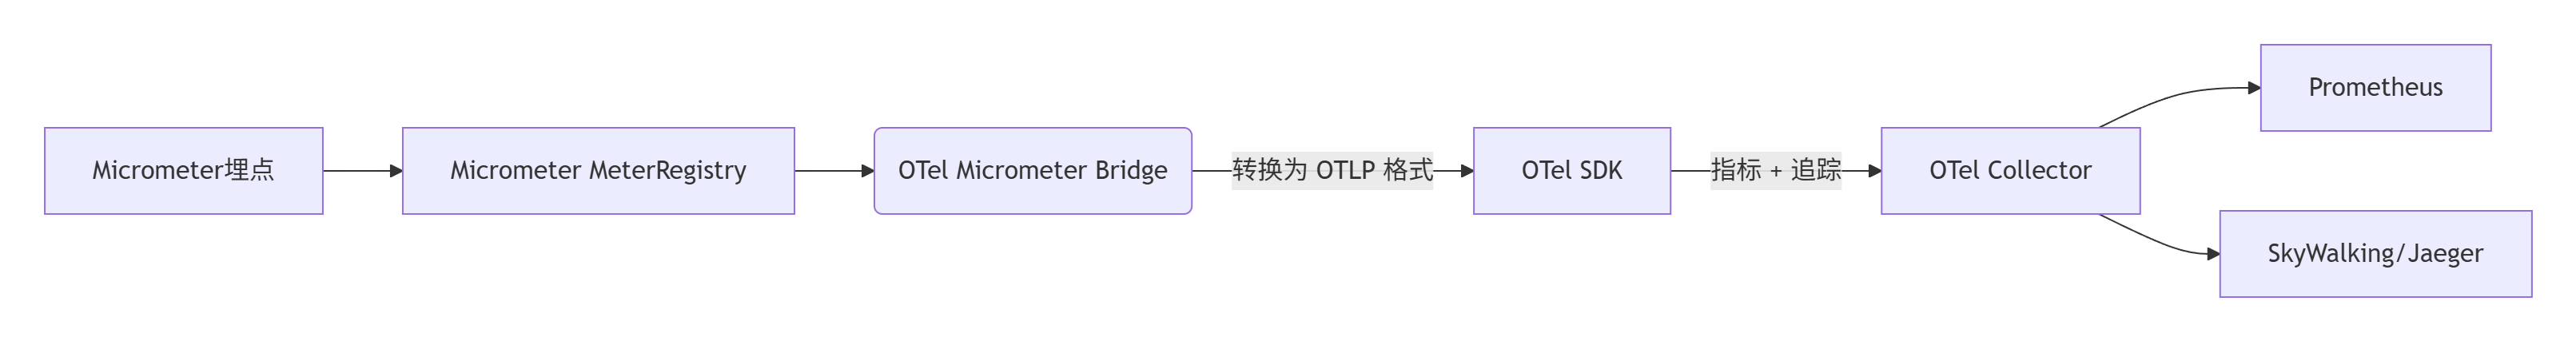 Micrometer埋点
Micrometer MeterRegistry
OTel Micrometer Bridge
转换为 OTLP 格式
OTel SDK
指标 + 追踪
OTel Collector
Prometheus
SkyWalking/Jaeger